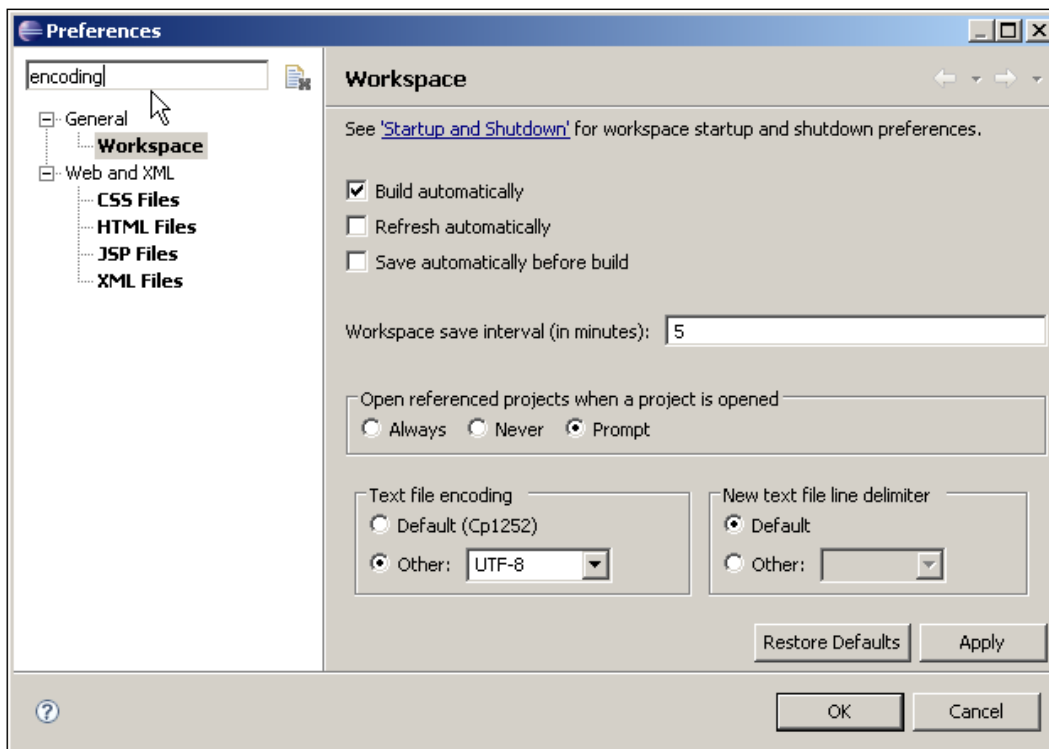 Preferences
encoding
General
Workspace
Web and XML
CSS Files
HTML Files
JSP Files
XML Files
Workspace
See 'Startup and Shutdown' for workspace startup and shutdown preferences.
Build automatically
Refresh automatically
Save automatically before build
Workspace save interval (in minutes): 5
Open referenced projects when a project is opened
Always Never Prompt
Text file encoding
Default (Cp1252)
Other: UTF-8
New text file line delimiter
Default
Other:
Restore Defaults Apply
? OK Cancel